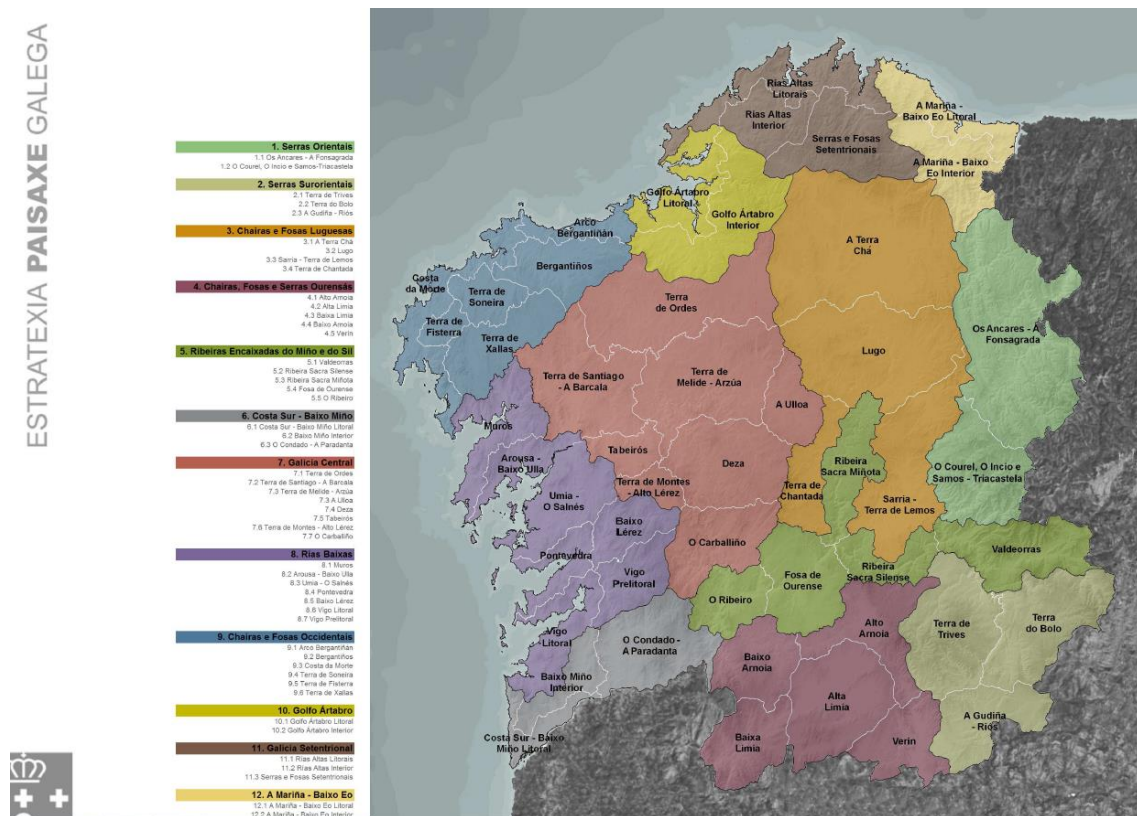 ESTRATEXIA PAISAXE GALEGA
1. Serras Orientais
1.1 Os Ancares - A Fonsagrada
1.2 O Courel, O Incio e Samos-Triacastela
2. Serras Surorientais
2.1 Terra de Trives
2.2 Terra do Bolo
2.3 A Gudiña - Riós
3. Chairas e Fosas Luguesas
3.1 A Terra Chá
3.2 Lugo
3.3 Sarria - Terra de Lemos
3.4 Terra de Chantada
4. Chairas, Fosas e Serras Ourensás
4.1 Alto Arnoia
4.2 Alta Limia
4.3 Baixa Limia
4.4 Baixo Arnoia
4.5 Verín
5. Ribeiras Encaixadas do Miño e do Sil
5.1 Valdeorras
5.2 Ribeira Sacra Silense
5.3 Ribeira Sacra Miñota
5.4 Fosa de Ourense
5.5 O Ribeiro
6. Costa Sur - Baixo Miño
6.1 Costa Sur - Baixo Miño Litoral
6.2 Baixo Miño Interior
6.3 O Condado - A Paradanta
7. Galicia Central
7.1 Terra de Ordes
7.2 Terra de Santiago - A Barcala
7.3 Terra de Melide - Arzúa
7.3 A Ulloa
7.4 Deza
7.5 Tabeirós
7.6 Terra de Montes - Alto Lérez
7.7 O Carballiño
8. Rías Baixas
8.1 Muros
8.2 Arousa - Baixo Ulla
8.3 Umia - O Salnés
8.4 Pontevedra
8.5 Baixo Lérez
8.6 Vigo Litoral
8.7 Vigo Prelitoral
9. Chairas e Fosas Occidentais
9.1 Arco Bergantiñán
9.2 Bergantiños
9.3 Costa da Morte
9.4 Terra de Soneira
9.5 Terra de Fisterra
9.6 Terra de Xallas
10. Golfo Ártabro
10.1 Golfo Ártabro Litoral
10.2 Golfo Ártabro Interior
11. Galicia Setentrional
11.1 Rías Altas Litorais
11.2 Rías Altas Interior
11.3 Serras e Fosas Setentrionais
12. A Mariña - Baixo Eo
12.1 A Mariña - Baixo Eo Litoral
12.2 A Mariña - Baixo Eo Interior
Rías Altas
Litorais
Rías Altas
Interior
Serras e Fosas
Setentrionais
A Mariña -
Baixo Eo Litoral
A Mariña - Baixo
Eo Interior
Golfo Ártabro
Litoral
Golfo Ártabro
Interior
Arco
Bergantiñán
Bergantiños
A Terra
Chá
Costa
da Morte
Terra de
Soneira
Terra
de Ordes
Terra de
Fisterra
Terra de
Xallas
Os Ancares - A
Fonsagrada
Lugo
Terra de Santiago
- A Barcala
Terra de
Melide - Arzúa
A Ulloa
Muros
Tabeirós
Deza
Arousa -
Baixo Ulla
Ribeira
Sacra Miñota
O Courel, O Incio e
Samos - Triacastela
Terra de Montes
- Alto Lérez
Terra de
Chantada
Umia -
O Salnés
Sarria -
Terra de Lemos
Baixo
Lérez
O Carballiño
Pontevedra
Valdeorras
Vigo
Prelitoral
Fosa de
Ourense
Ribeira
Sacra Silense
O Ribeiro
Terra
do Bolo
Vigo
Litoral
O Condado -
A Paradanta
Alto
Arnoia
Terra de
Trives
Baixo
Arnoia
Baixo Miño
Interior
Alta
Limia
A Gudiña
- Riós
Costa Sur - Baixo
Miño Litoral
Baixa
Limia
Verín